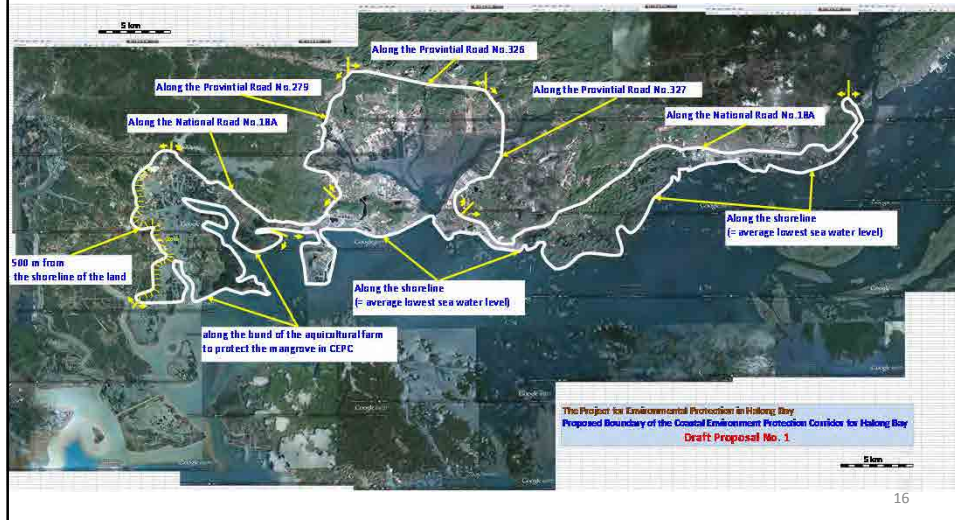 5 km
Along the Provintial Road No.326
Along the Provintial Road No.279
Along the Provintial Road No.327
Along the National Road No.18A
Along the National Road No.18A
Along the shoreline
(= average lowest sea water level)
500 m from
the shoreline of the land
Along the shoreline
(= average lowest sea water level)
along the bund of the aquicultural farm
to protect the mangrove in CEPC
The Project for Environmental Protection in Halong Bay
Proposed Boundary of the Coastal Environment Protection Corridor for Halong Bay
Draft Proposal No. 1
5 km
16